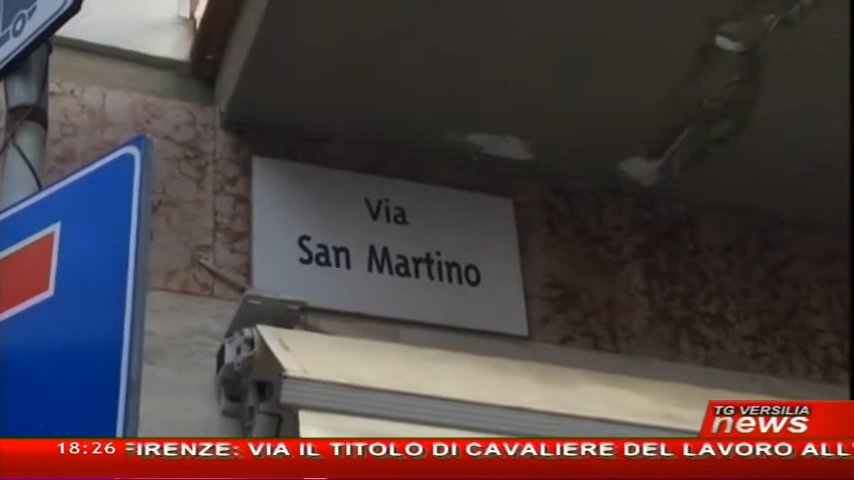 Via
San Martino
TG VERSILIA
news
18:26 FIRENZE: VIA IL TITOLO DI CAVALIERE DEL LAVORO ALL'